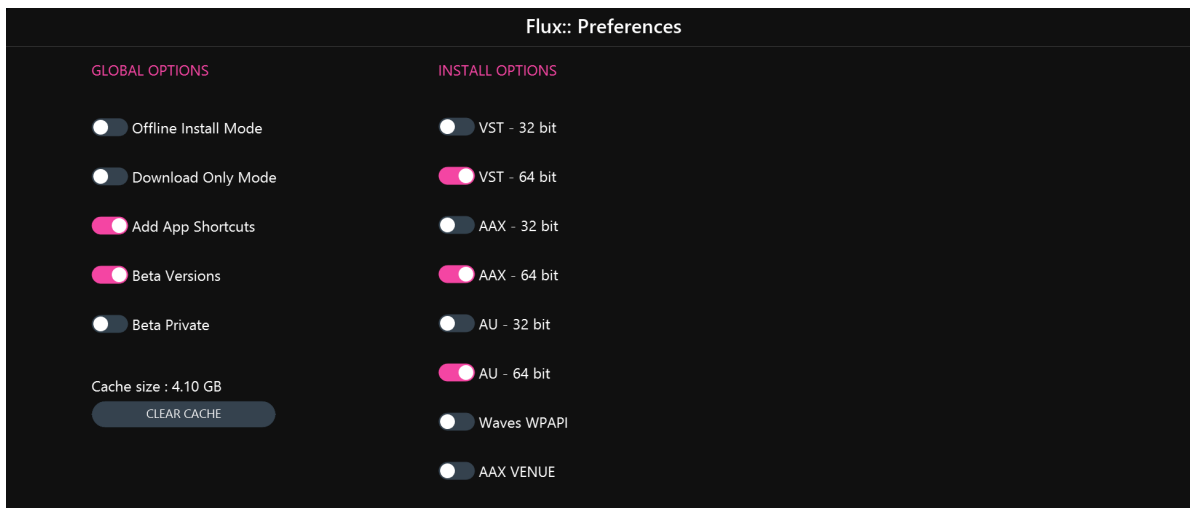 Flux:: Preferences
GLOBAL OPTIONS
Offline Install Mode
Download Only Mode
Add App Shortcuts
Beta Versions
Beta Private
Cache size : 4.10 GB
CLEAR CACHE
INSTALL OPTIONS
VST - 32 bit
VST - 64 bit
AAX - 32 bit
AAX - 64 bit
AU - 32 bit
AU - 64 bit
Waves WPAPI
AAX VENUE